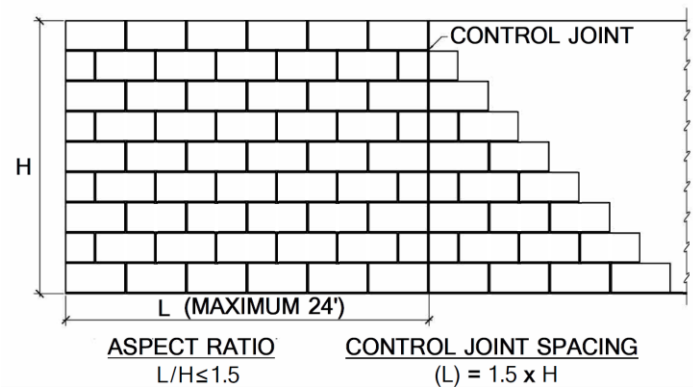 CONTROL JOINT
H
L (MAXIMUM 24')
ASPECT RATIO
L/H≤1.5
CONTROL JOINT SPACING
(L) = 1.5 x H